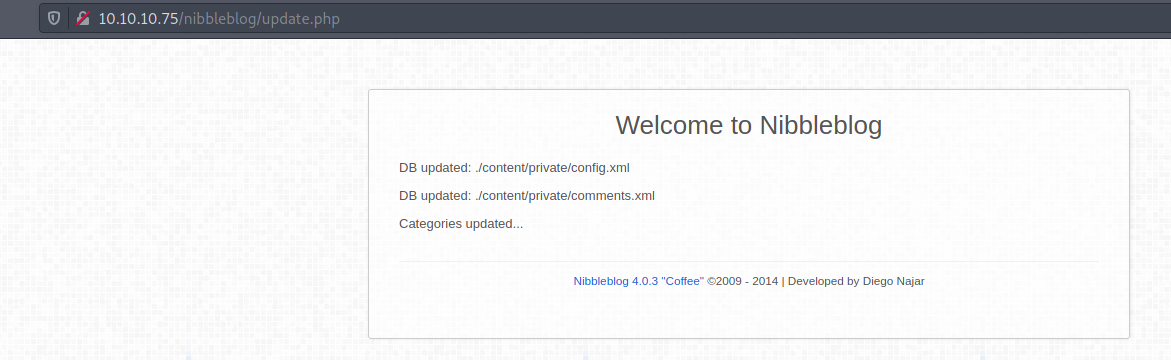 10.10.10.75/nibbleblog/update.php
Welcome to Nibbleblog
DB updated: ./content/private/config.xml
DB updated: ./content/private/comments.xml
Categories updated...
Nibbleblog 4.0.3 "Coffee" ©2009 - 2014 | Developed by Diego Najar